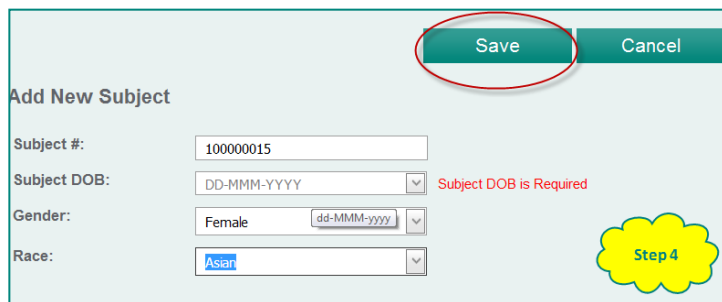 Save Cancel
Add New Subject
Subject #: 100000015
Subject DOB: DD-MMM-YYYY Subject DOB is Required
Gender: Female dd-MMM-yyyy
Race: Asian
Step 4